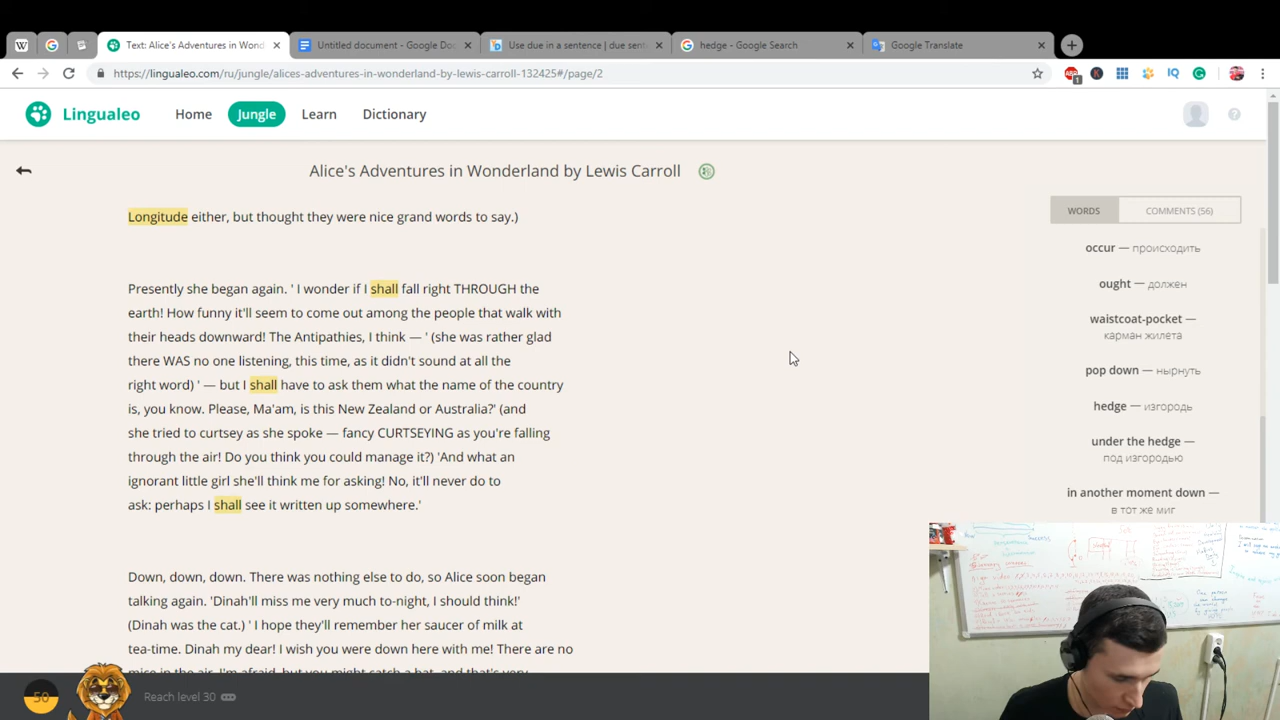 Text: Alice's Adventures in Wond
Untitled document - Google Doc
Use due in a sentence | due sent
hedge - Google Search
Google Translate
https://lingualeo.com/ru/jungle/alices-adventures-in-wonderland-by-lewis-carroll-132425#/page/2
Lingualeo
Home
Jungle
Learn
Dictionary
Alice's Adventures in Wonderland by Lewis Carroll
Longitude either, but thought they were nice grand words to say.)
Presently she began again. ' I wonder if I shall fall right THROUGH the
earth! How funny it'll seem to come out among the people that walk with
their heads downward! The Antipathies, I think — ' (she was rather glad
there WAS no one listening, this time, as it didn't sound at all the
right word) ' — but I shall have to ask them what the name of the country
is, you know. Please, Ma'am, is this New Zealand or Australia?' (and
she tried to curtsey as she spoke — fancy CURTSEYING as you're falling
through the air! Do you think you could manage it?) 'And what an
ignorant little girl she'll think me for asking! No, it'll never do to
ask: perhaps I shall see it written up somewhere.'
Down, down, down. There was nothing else to do, so Alice soon began
talking again. 'Dinah'll miss me very much to-night, I should think!'
(Dinah was the cat.) ' I hope they'll remember her saucer of milk at
tea-time. Dinah my dear! I wish you were down here with me! There are no
mice in the air, I'm afraid, but you might catch a bat, and that's very
WORDS
COMMENTS (56)
occur — происходить
ought — должен
waistcoat-pocket —
карман жилета
pop down — нырнуть
hedge — изгородь
under the hedge —
под изгородью
in another moment down —
в тот же миг
50
Reach level 30